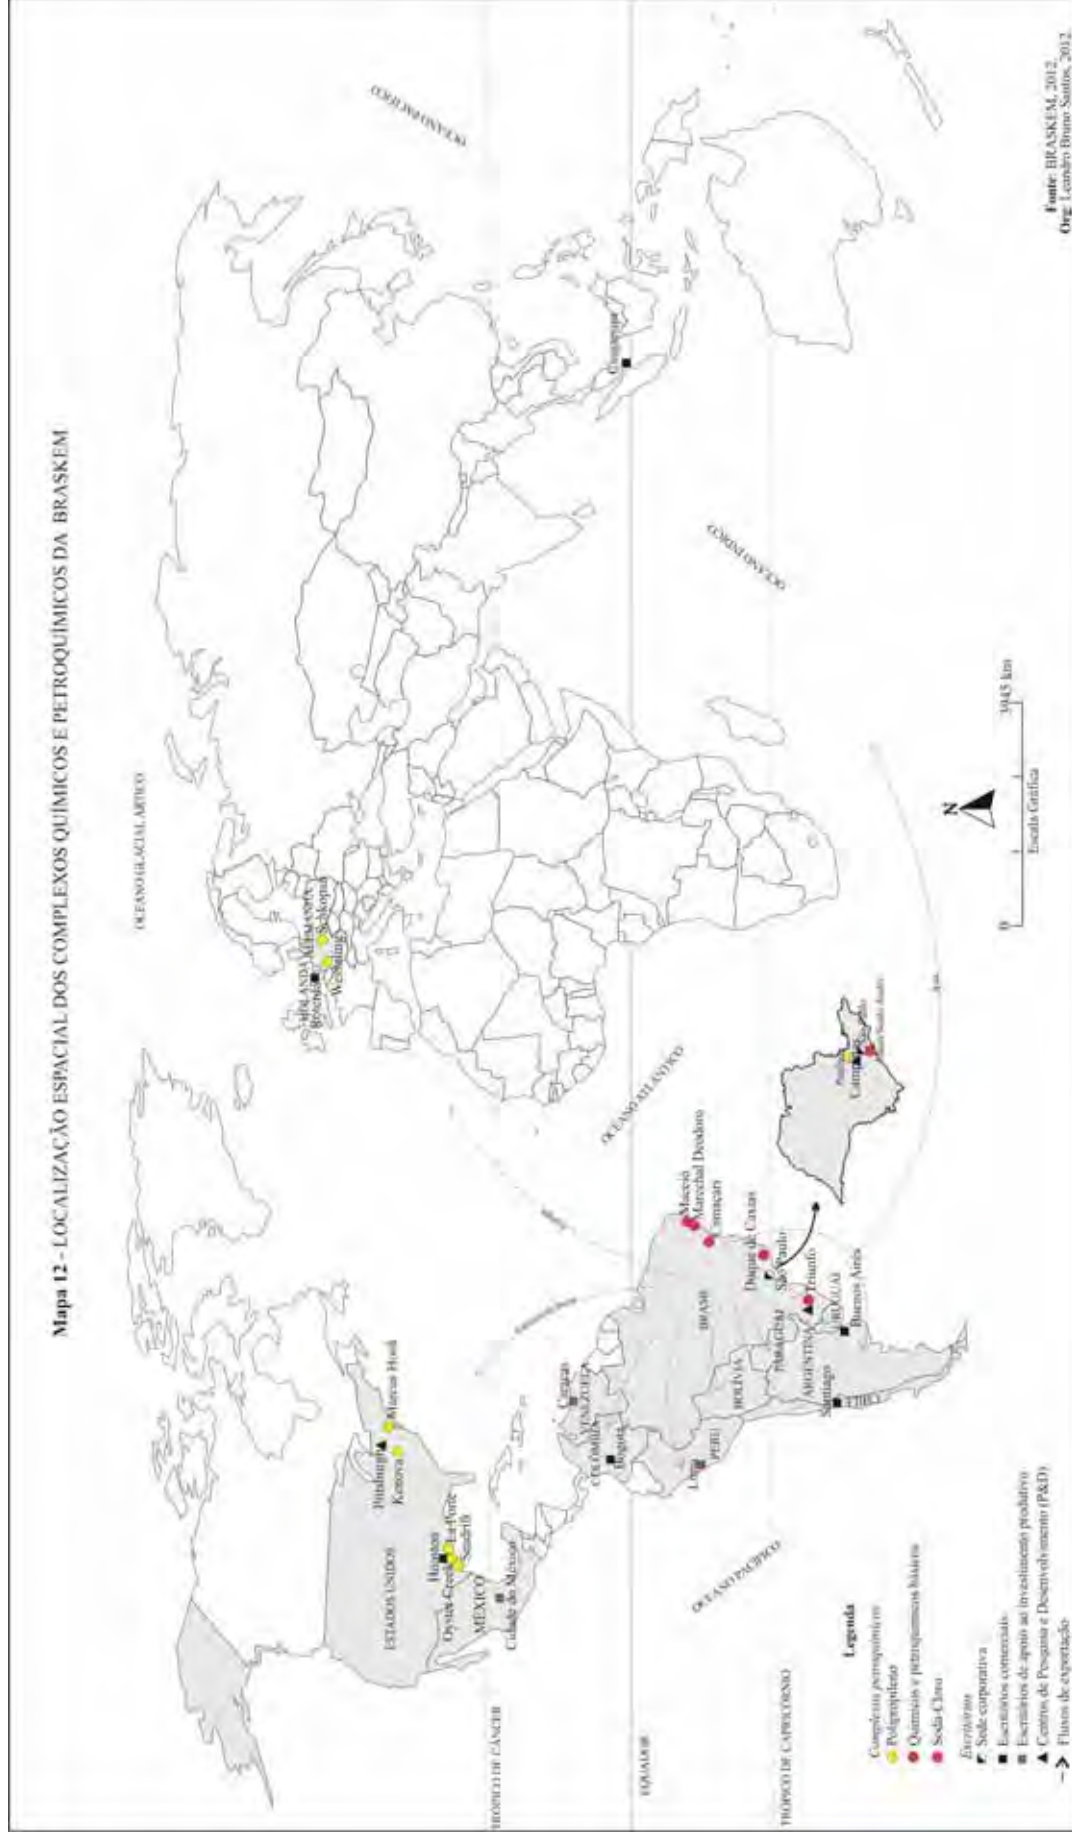 Mapa 12 - LOCALIZAÇÃO ESPACIAL DOS COMPLEXOS QUÍMICOS E PETROQUÍMICOS DA BRASKEM
OCEANO GLACIAL ÁRTICO
OCEANO PACÍFICO
HOLANDA
ALEMANHA
Schkopau
Wesseling
ESTADOS UNIDOS
Pittsburgh
Marcus Hook
Kenova
Houston
La Porte
Oyster Creek
Seadrift
MÉXICO
Cidade do México
TRÓPICO DE CÂNCER
Caracas
VENEZUELA
COLÔMBIA
Bogotá
Cingapura
EQUADOR
OCEANO ATLÂNTICO
OCEANO ÍNDICO
Lima
PERU
BRASIL
BOLÍVIA
Maceió
Marechal Deodoro
Camaçari
Duque de Caxias
São Paulo
PARAGUAI
Triunfo
ARGENTINA
URUGUAI
Buenos Aires
Santiago
CHILE
OCEANO PACÍFICO
TRÓPICO DE CAPRICÓRNIO
Legenda
Complexos petroquímicos
Polipropileno
Químicos e petroquímicos básicos
Soda-Cloro
Escritórios
Sede corporativa
Escritórios comerciais
Escritórios de apoio ao investimento produtivo
Centros de Pesquisa e Desenvolvimento (P&D)
Fluxos de exportação
N
0
3945 km
Escala Gráfica
Fonte: BRASKEM, 2012.
Org: Leandro Bruno Santos, 2012.